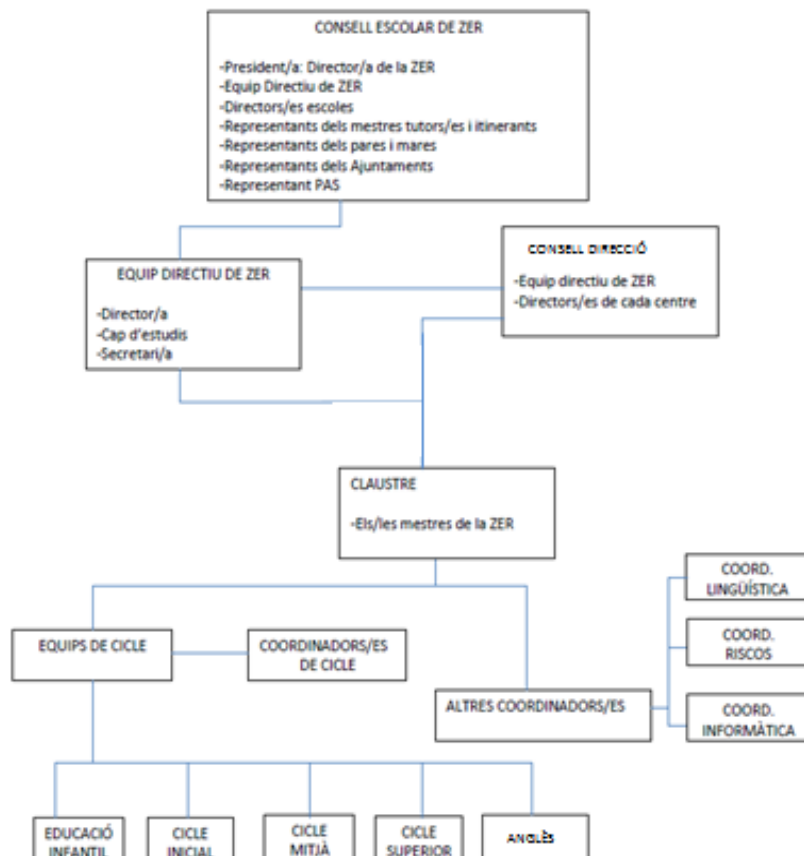 CONSELL ESCOLAR DE ZER
-President/a: Director/a de la ZER
-Equip Directiu de ZER
-Directors/es escoles
-Representants dels mestres tutors/es i itinerants
-Representants dels pares i mares
-Representants dels Ajuntaments
-Representant PAS
EQUIP DIRECTIU DE ZER
-Director/a
-Cap d'estudis
-Secretari/a
CONSELL DIRECCIÓ
-Equip directiu de ZER
-Directors/es de cada centre
CLAUSTRE
-Els/les mestres de la ZER
EQUIPS DE CICLE
COORDINADORS/ES
DE CICLE
ALTRES COORDINADORS/ES
COORD.
LINGÜÍSTICA
COORD.
RISCOS
COORD.
INFORMÀTICA
EDUCACIÓ
INFANTIL
CICLE
INICIAL
CICLE
MITJÀ
CICLE
SUPERIOR
ANGLÈS